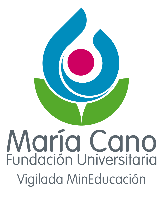 María Cano
Fundación Universitaria
Vigilada MinEducación